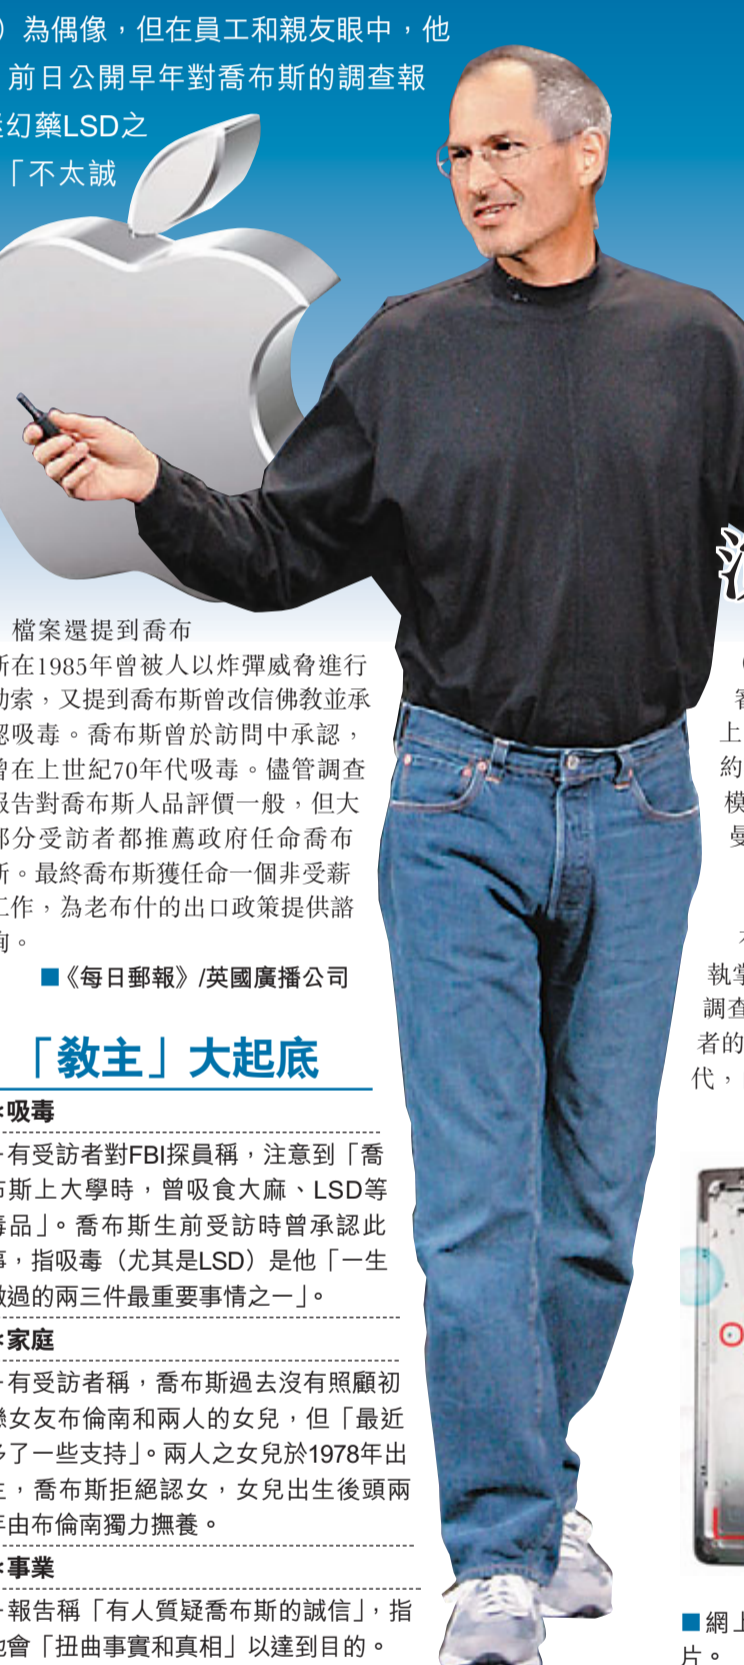 ）為偶像，但在員工和親友眼中，他
前日公開早年對喬布斯的調查報
幻藥LSD之
「不太誠
檔案還提到喬布
斯在1985年曾被人以炸彈威脅進行
勒索，又提到喬布斯曾改信佛教並承
認吸毒。喬布斯曾於訪問中承認，
曾在上世紀70年代吸毒。儘管調查
報告對喬布斯人品評價一般，但大
部分受訪者都推薦政府任命喬布
斯。最終喬布斯獲任命一個非受薪
工作，為老布什的出口政策提供諮
詢。
■《每日郵報》/英國廣播公司
「教主」大起底
*吸毒
-有受訪者對FBI探員稱，注意到「喬
布斯上大學時，曾吸食大麻、LSD等
毒品」。喬布斯生前受訪時曾承認此
事，指吸毒（尤其是LSD）是他「一生
做過的兩三件最重要事情之一」。
*家庭
-有受訪者稱，喬布斯過去沒有照顧初
戀女友布倫南和兩人的女兒，但「最近
多了一些支持」。兩人之女兒於1978年出
生，喬布斯拒絕認女，女兒出生後頭兩
年由布倫南獨力撫養。
*事業
-報告稱「有人質疑喬布斯的誠信」，指
他會「扭曲事實和真相」以達到目的。
上
約
模
曼
執掌
調查
者的
代，
■網上
片。